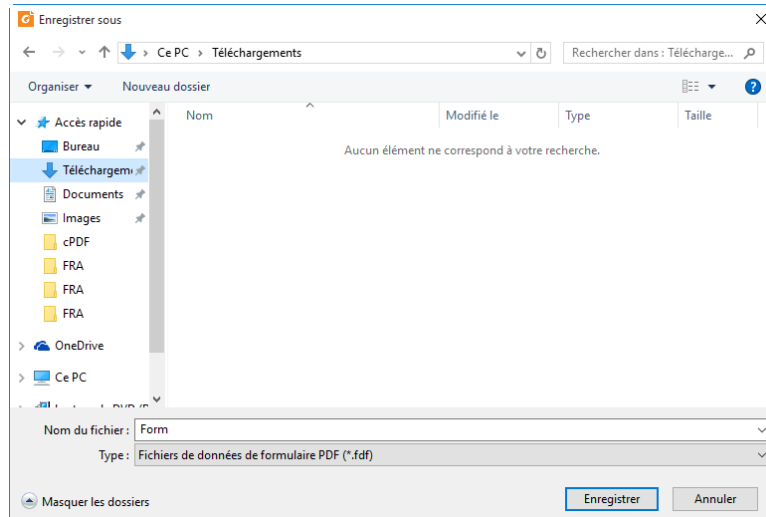 Enregistrer sous
Ce PC > Téléchargements
Rechercher dans : Télécharge...
Organiser
Nouveau dossier
Nom
Modifié le
Type
Taille
Aucun élément ne correspond à votre recherche.
Accès rapide
Bureau
Téléchargem
Documents
Images
cPDF
FRA
FRA
FRA
OneDrive
Ce PC
Nom du fichier : Form
Type : Fichiers de données de formulaire PDF (*.fdf)
Masquer les dossiers
Enregistrer
Annuler